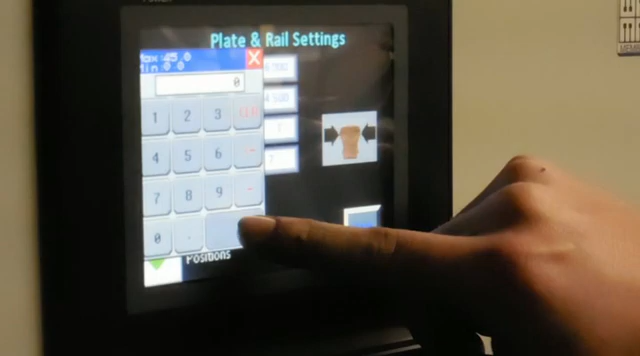 Plate & Rail Settings
Max:45.0
Min:0.0
0
1 2 3 CLR
4 5 6
7 8 9 -
0 .
Positions